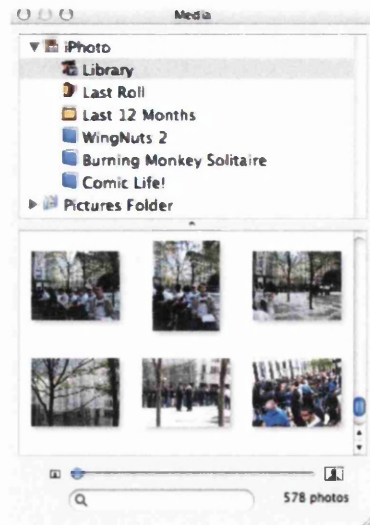 Media
iPhoto
Library
Last Roll
Last 12 Months
WingNuts 2
Burning Monkey Solitaire
Comic Life!
Pictures Folder
578 photos